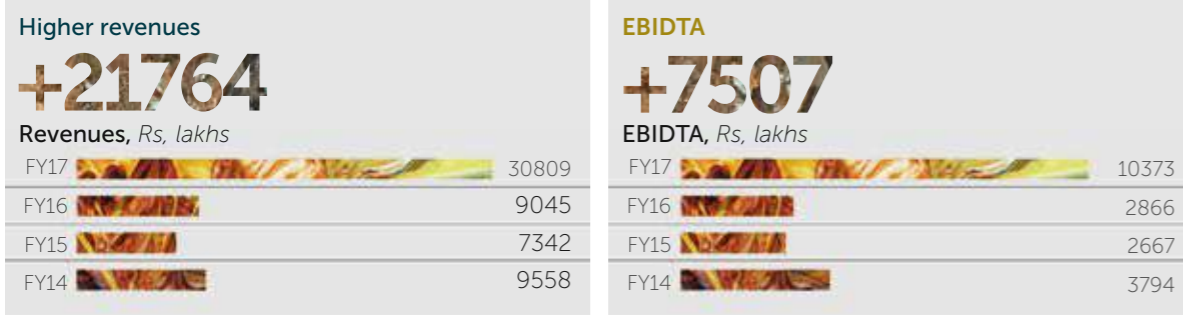 Higher revenues
+21764
Revenues, Rs, lakhs
FY17 30809
FY16 9045
FY15 7342
FY14 9558
EBIDTA
+7507
EBIDTA, Rs, lakhs
FY17 10373
FY16 2866
FY15 2667
FY14 3794